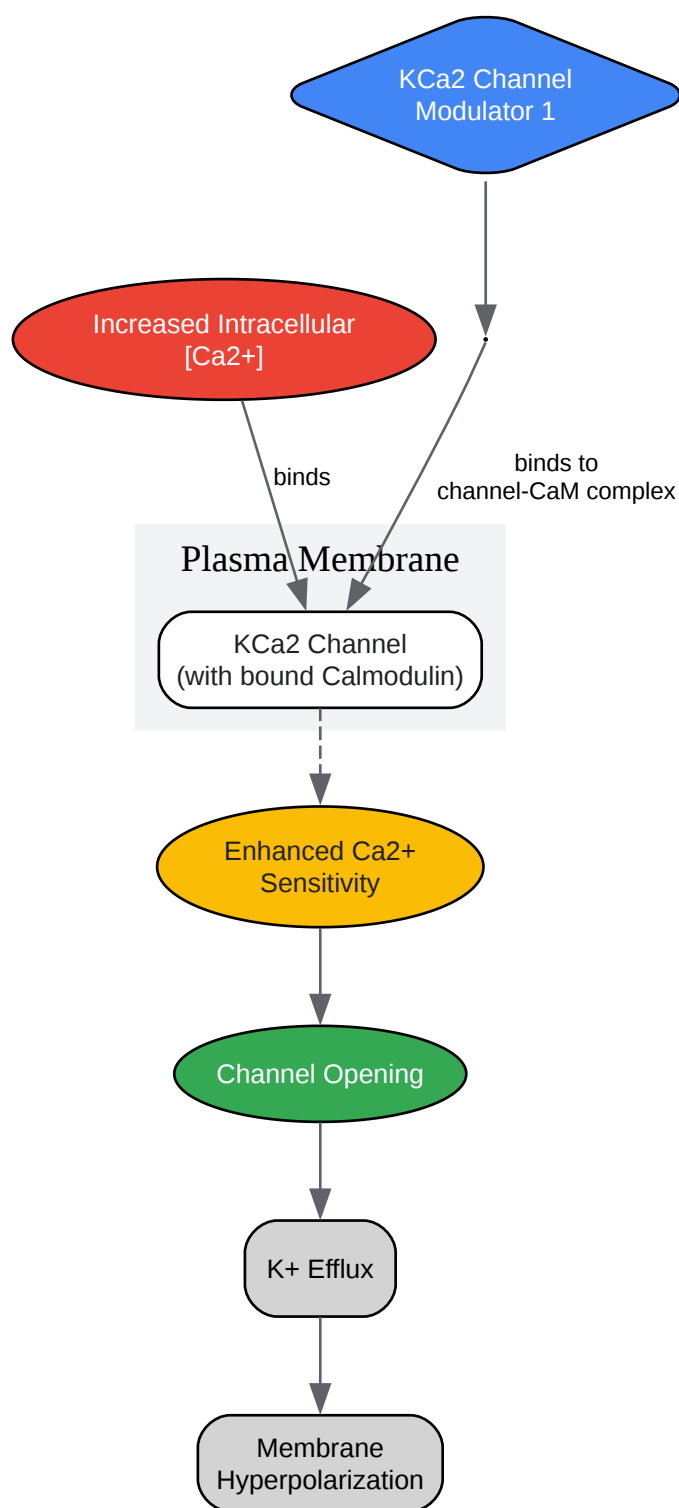 KCa2 Channel
Modulator 1
Increased Intracellular
[Ca2+]
binds
binds to
channel-CaM complex
Plasma Membrane
KCa2 Channel
(with bound Calmodulin)
Enhanced Ca2+
Sensitivity
Channel Opening
K+ Efflux
Membrane
Hyperpolarization